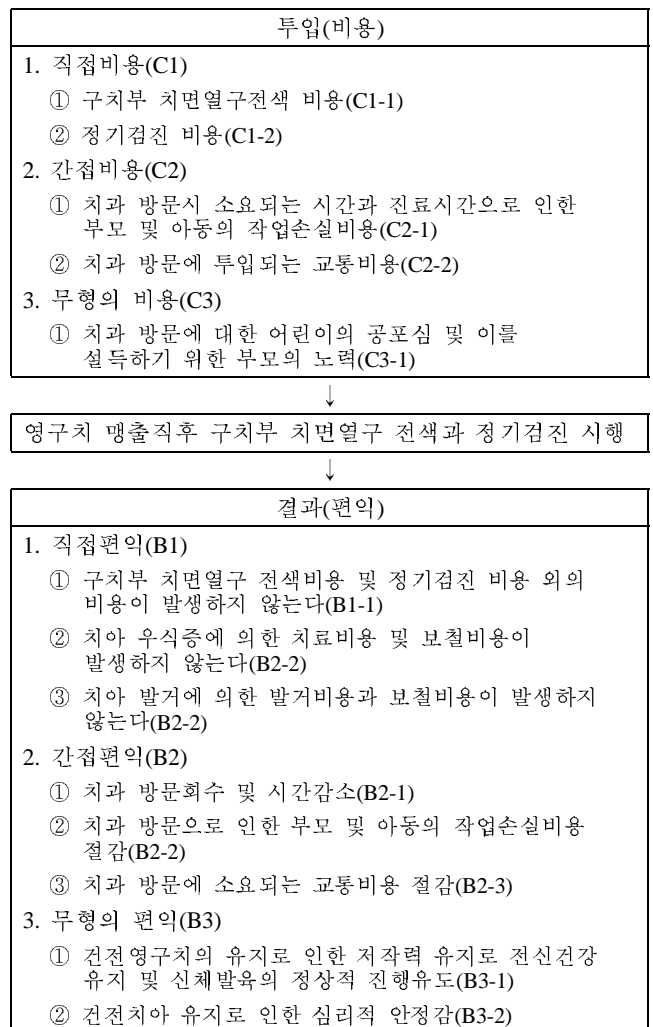 투입(비용)
1. 직접비용(C1)
① 구치부 치면열구전색 비용(C1-1)
② 정기검진 비용(C1-2)
2. 간접비용(C2)
① 치과 방문시 소요되는 시간과 진료시간으로 인한
부모 및 아동의 작업손실비용(C2-1)
② 치과 방문에 투입되는 교통비용(C2-2)
3. 무형의 비용(C3)
① 치과 방문에 대한 어린이의 공포심 및 이를
설득하기 위한 부모의 노력(C3-1)
↓
영구치 맹출직후 구치부 치면열구 전색과 정기검진 시행
↓
결과(편익)
1. 직접편익(B1)
① 구치부 치면열구 전색비용 및 정기검진 비용 외의
비용이 발생하지 않는다(B1-1)
② 치아 우식증에 의한 치료비용 및 보철비용이
발생하지 않는다(B2-2)
③ 치아 발거에 의한 발거비용과 보철비용이 발생하지
않는다(B2-2)
2. 간접편익(B2)
① 치과 방문회수 및 시간감소(B2-1)
② 치과 방문으로 인한 부모 및 아동의 작업손실비용
절감(B2-2)
③ 치과 방문에 소요되는 교통비용 절감(B2-3)
3. 무형의 편익(B3)
① 건전영구치의 유지로 인한 저작력 유지로 전신건강
유지 및 신체발육의 정상적 진행유도(B3-1)
② 건전치아 유지로 인한 심리적 안정감(B3-2)